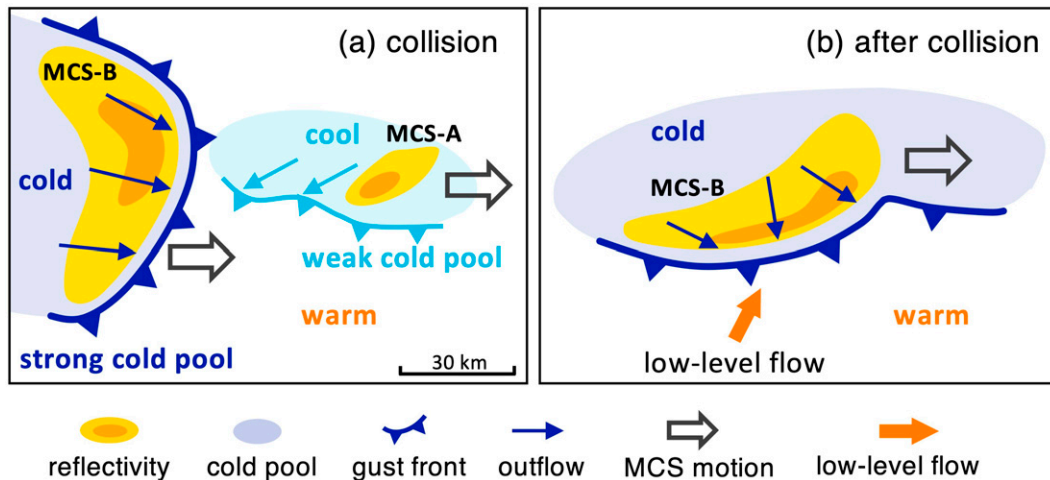 (a) collision
MCS-B
cool
MCS-A
cold
weak cold pool
warm
strong cold pool
30 km
(b) after collision
cold
MCS-B
warm
low-level flow
reflectivity
cold pool
gust front
outflow
MCS motion
low-level flow